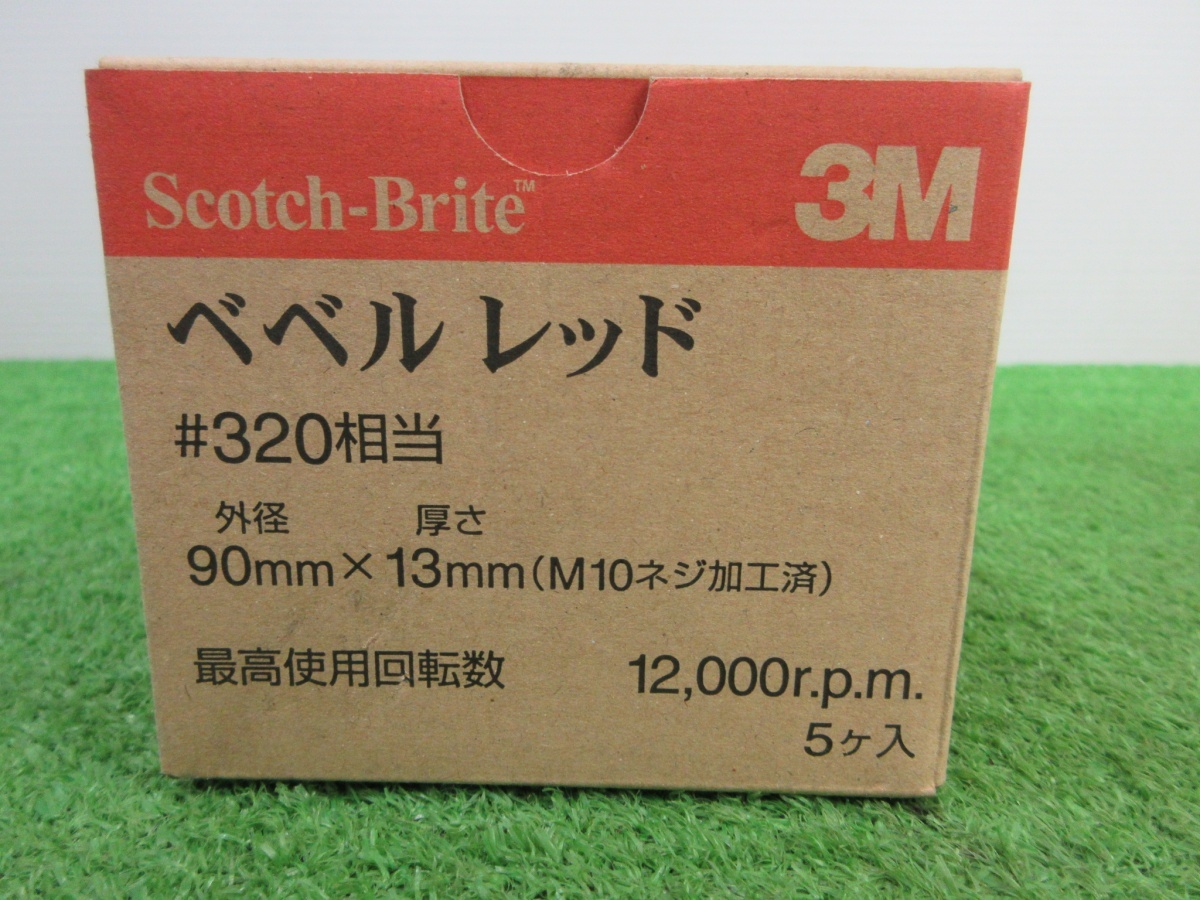 Scotch-Brite™ 3M
ベベル レッド
#320相当
外径 厚さ
90mm×13mm(M10ネジ加工済)
最高使用回転数 12,000r.p.m.
5ヶ入